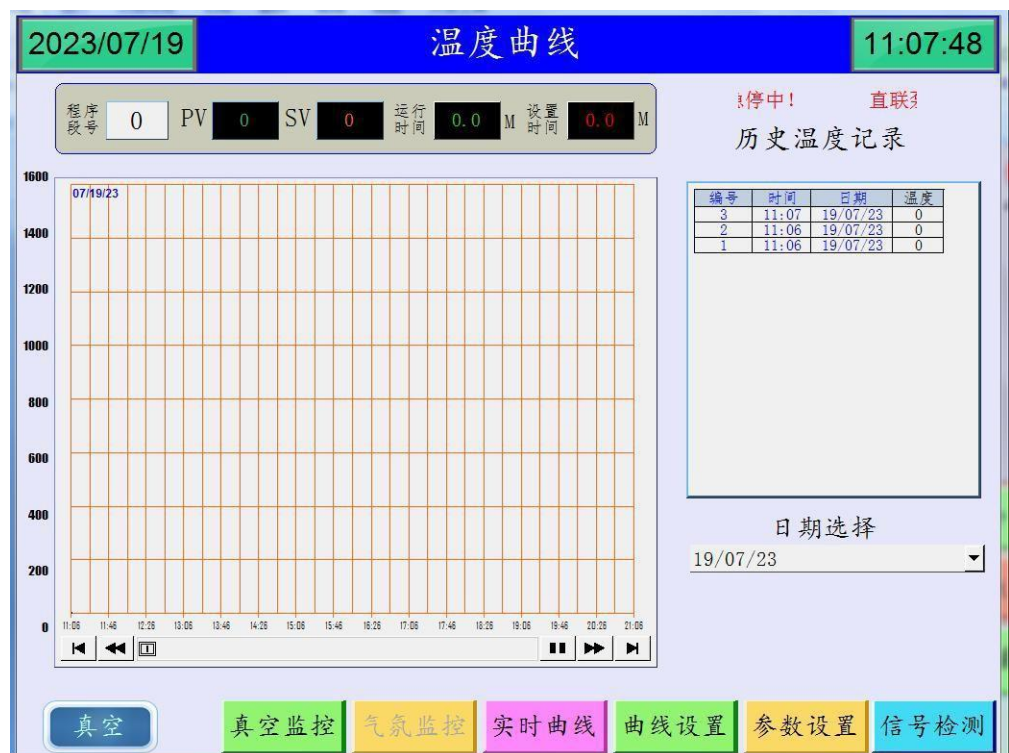 2023/07/19
温度曲线
11:07:48
程序段号 0 PV 0 SV 0 运行时间 0.0 M 设置时间 0.0 M
停中! 直联
历史温度记录
1600
1400
1200
1000
800
600
400
200
0
07/19/23
11:06 11:46 12:26 13:06 13:46 14:26 15:06 15:46 16:26 17:06 17:46 18:26 19:06 19:46 20:26 21:06
编号 时间 日期 温度
3 11:07 19/07/23 0
2 11:06 19/07/23 0
1 11:06 19/07/23 0
日期选择
19/07/23
真空 真空监控 气氛监控 实时曲线 曲线设置 参数设置 信号检测